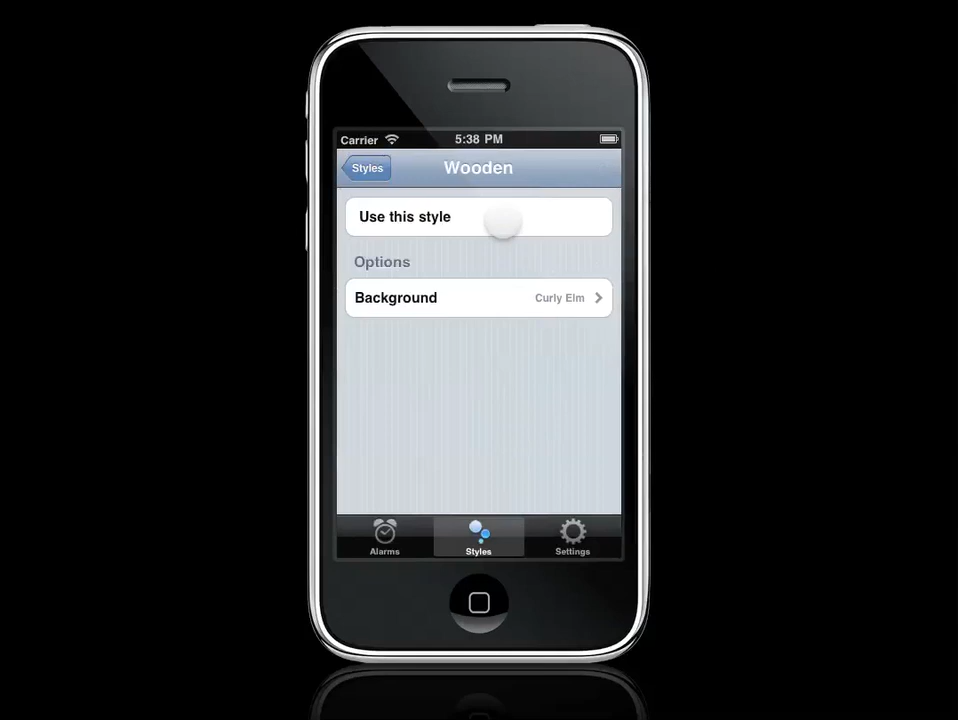 Carrier 5:38 PM
Styles Wooden
Use this style
Options
Background Curly Elm
Alarms Styles Settings